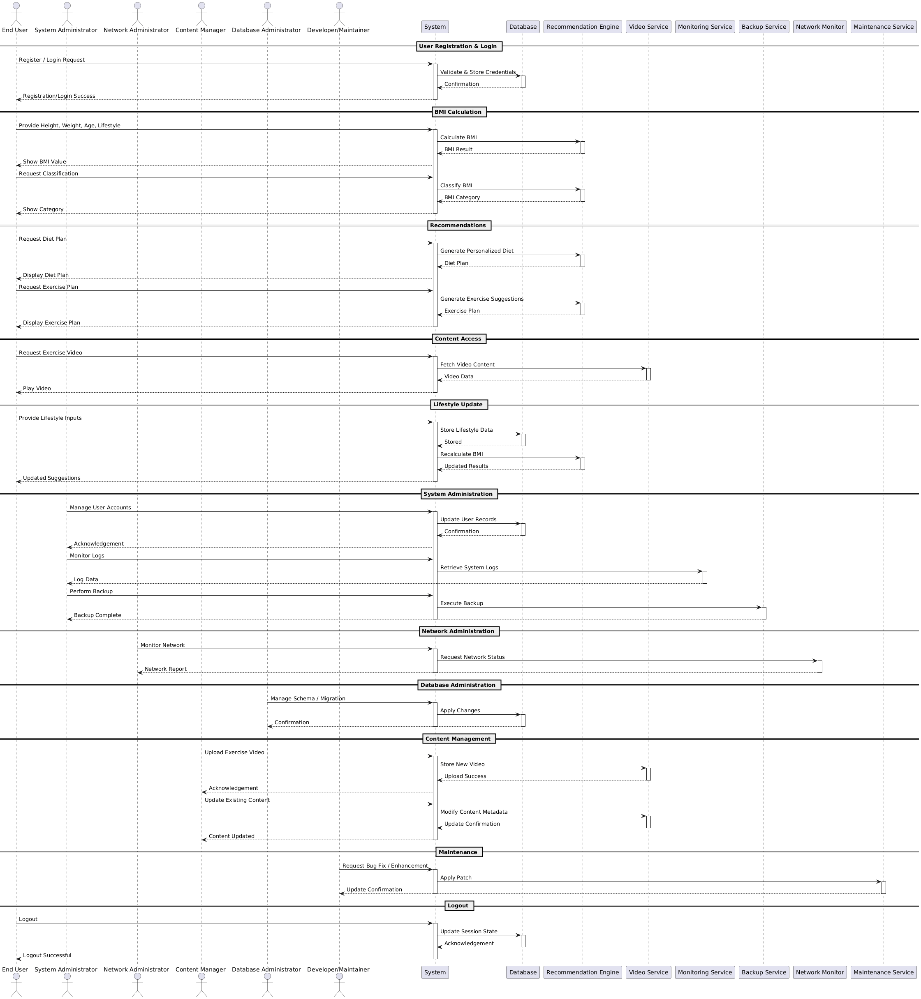 End User
System Administrator
Network Administrator
Content Manager
Database Administrator
Developer/Maintainer
System
Database
Recommendation Engine
Video Service
Monitoring Service
Backup Service
Network Monitor
Maintenance Service
User Registration & Login
Register / Login Request
Validate & Store Credentials
Confirmation
Registration/Login Success
BMI Calculation
Provide Height, Weight, Age, Lifestyle
Calculate BMI
BMI Result
Show BMI Value
Request Classification
Classify BMI
BMI Category
Show Category
Recommendations
Request Diet Plan
Generate Personalized Diet
Diet Plan
Display Diet Plan
Request Exercise Plan
Generate Exercise Suggestions
Exercise Plan
Display Exercise Plan
Content Access
Request Exercise Video
Fetch Video Content
Video Data
Play Video
Lifestyle Update
Provide Lifestyle Inputs
Store Lifestyle Data
Stored
Recalculate BMI
Updated Results
Updated Suggestions
System Administration
Manage User Accounts
Update User Records
Confirmation
Acknowledgement
Monitor Logs
Retrieve System Logs
Log Data
Perform Backup
Execute Backup
Backup Complete
Network Administration
Monitor Network
Request Network Status
Network Report
Database Administration
Manage Schema / Migration
Apply Changes
Confirmation
Content Management
Upload Exercise Video
Store New Video
Upload Success
Acknowledgement
Update Existing Content
Modify Content Metadata
Update Confirmation
Content Updated
Maintenance
Request Bug Fix / Enhancement
Apply Patch
Update Confirmation
Logout
Logout
Update Session State
Acknowledgement
Logout Successful
End User
System Administrator
Network Administrator
Content Manager
Database Administrator
Developer/Maintainer
System
Database
Recommendation Engine
Video Service
Monitoring Service
Backup Service
Network Monitor
Maintenance Service